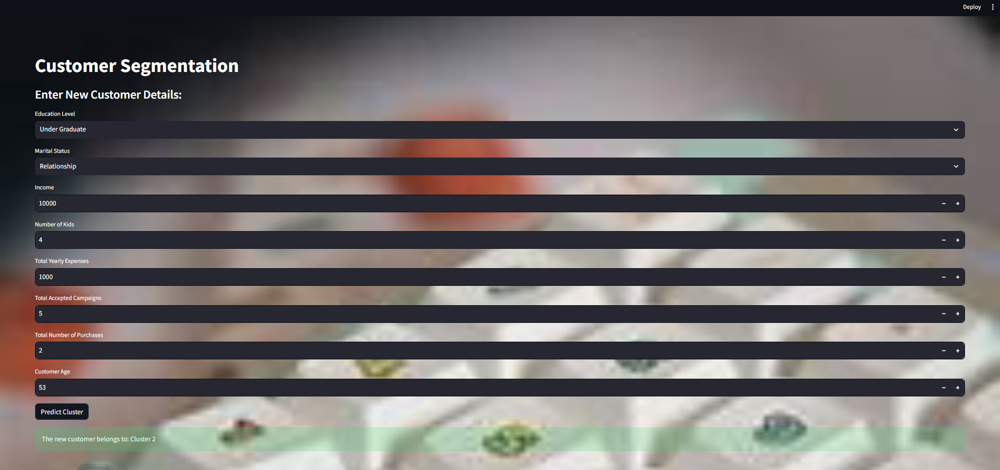 Deploy
Customer Segmentation
Enter New Customer Details:
Education Level
Under Graduate
Marital Status
Relationship
Income
10000
Number of Kids
4
Total Yearly Expenses
1000
Total Accepted Campaigns
5
Total Number of Purchases
2
Customer Age
53
Predict Cluster
The new customer belongs to: Cluster 2